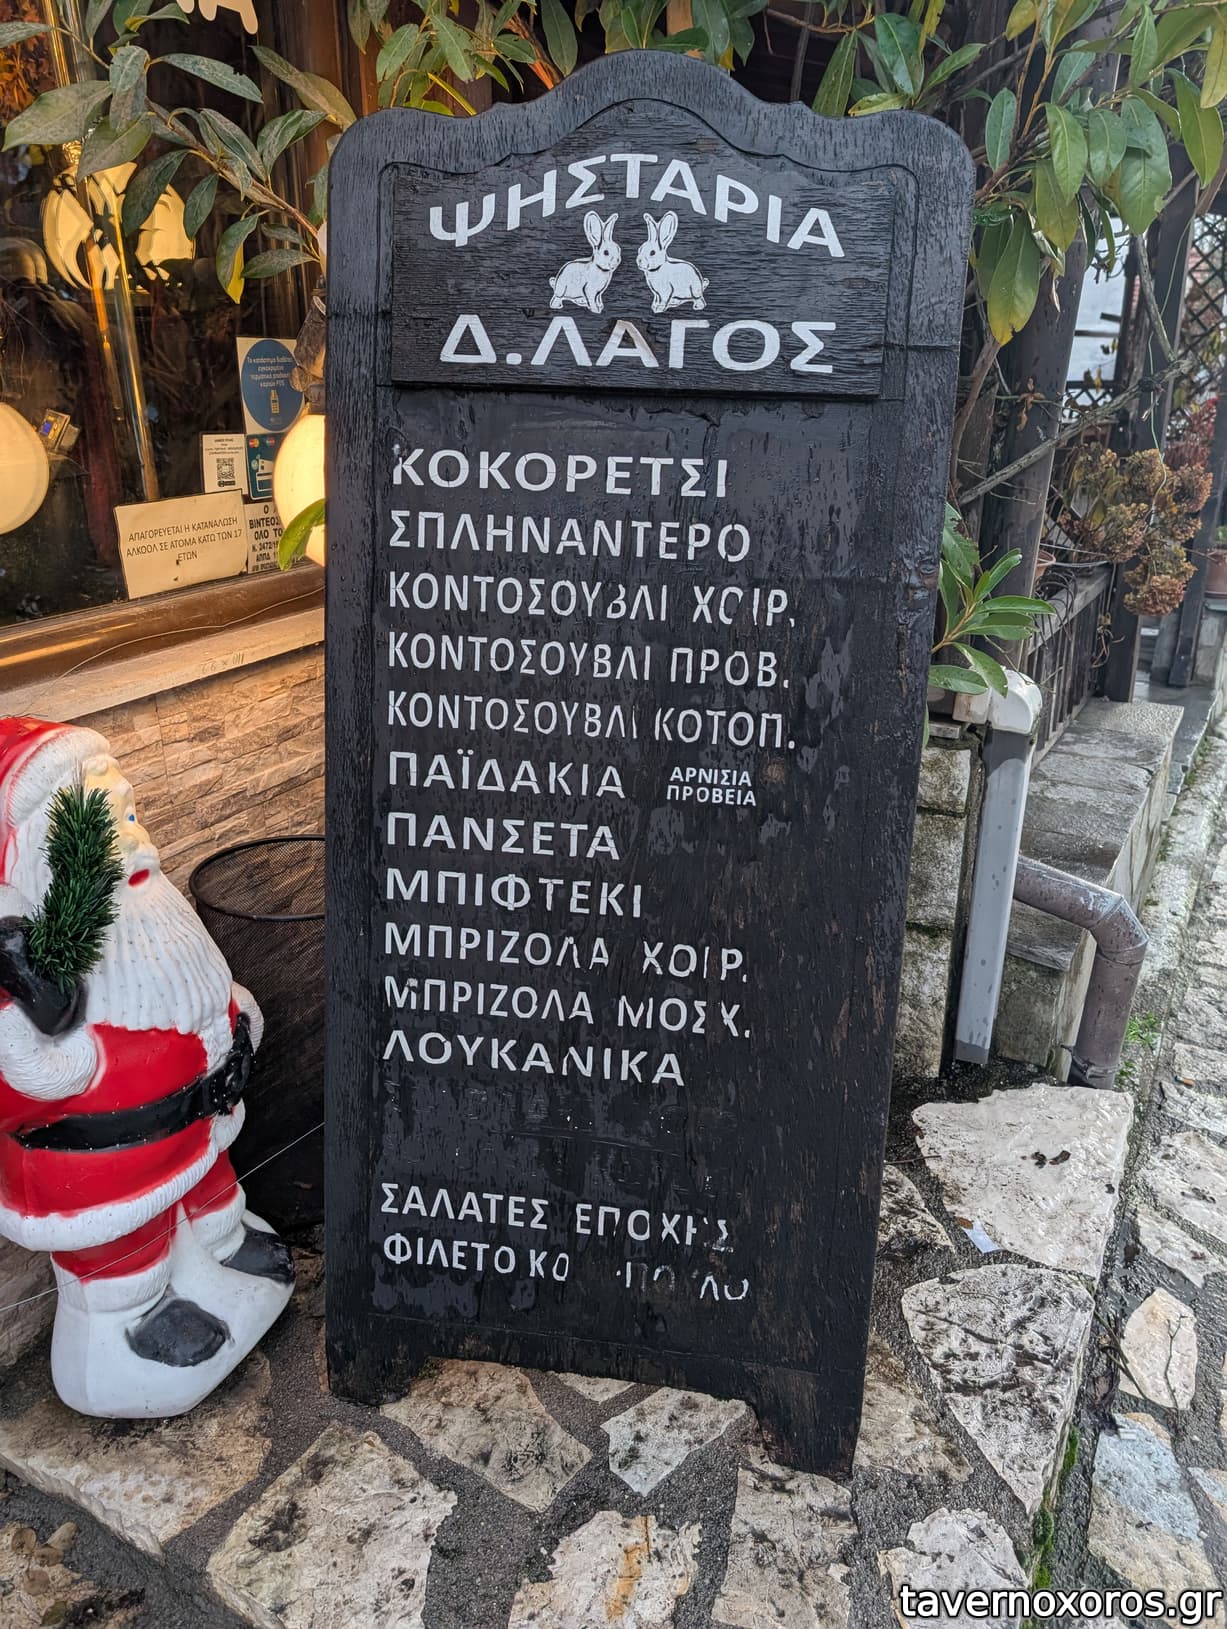 ΨΗΣΤΑΡΙΑ
Δ.ΛΑΓΟΣ
ΚΟΚΟΡΕΤΣΙ
ΣΠΛΗΝΑΝΤΕΡΟ
ΚΟΝΤΟΣΟΥΒΛΙ ΧΟΙΡ.
ΚΟΝΤΟΣΟΥΒΛΙ ΠΡΟΒ.
ΚΟΝΤΟΣΟΥΒΛΙ ΚΟΤΟΠ.
ΠΑΪΔΑΚΙΑ ΑΡΝΙΣΙΑ
ΠΡΟΒΕΙΑ
ΠΑΝΣΕΤΑ
ΜΠΙΦΤΕΚΙ
ΜΠΡΙΖΟΛΑ ΧΟΙΡ.
ΜΠΡΙΖΟΛΑ ΜΟΣΧ.
ΛΟΥΚΑΝΙΚΑ
ΣΑΛΑΤΕΣ ΕΠΟΧΗΣ
ΦΙΛΕΤΟ
ΑΠΑΓΟΡΕΥΕΤΑΙ Η ΚΑΤΑΝΑΛΩΣΗ
ΑΛΚΟΟΛ ΣΕ ΑΤΟΜΑ ΚΑΤΩ ΤΩΝ 17
ΕΤΩΝ
tavernoxoros.gr